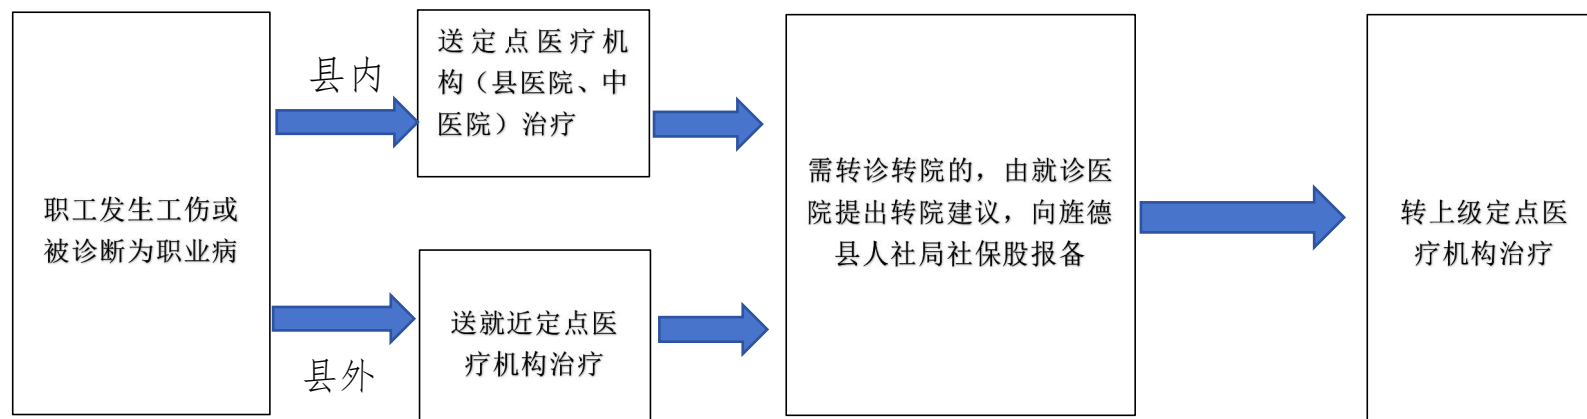 职工发生工伤或
被诊断为职业病
县内
送定点医疗机
构（县医院、中
医院）治疗
县外
送就近定点医
疗机构治疗
需转诊转院的，由就诊医
院提出转院建议，向旌德
县人社局社保股报备
转上级定点医
疗机构治疗